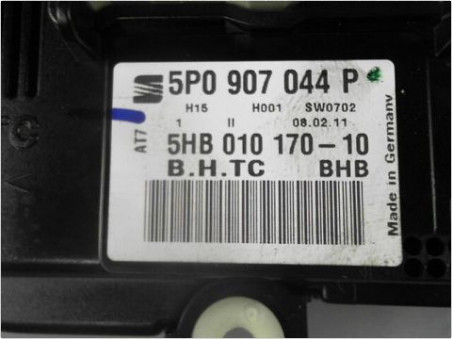 5P0 907 044 P
H15 H001 SW0702
1 II 08.02.11
5HB 010 170-10
B.H.TC BHB
AT7
Made in Germany